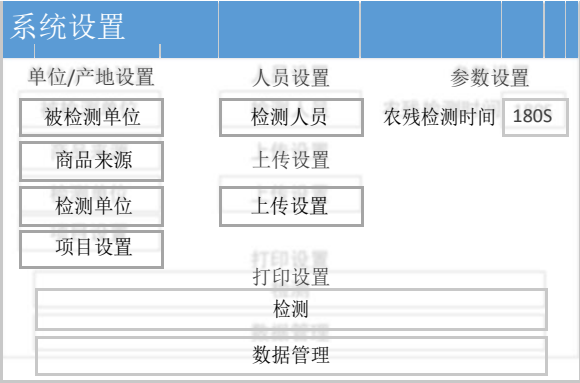 系统设置
单位/产地设置 人员设置 参数设置
被检测单位 检测人员 农残检测时间 180S
商品来源 上传设置
检测单位 上传设置
项目设置
打印设置
检测
数据管理